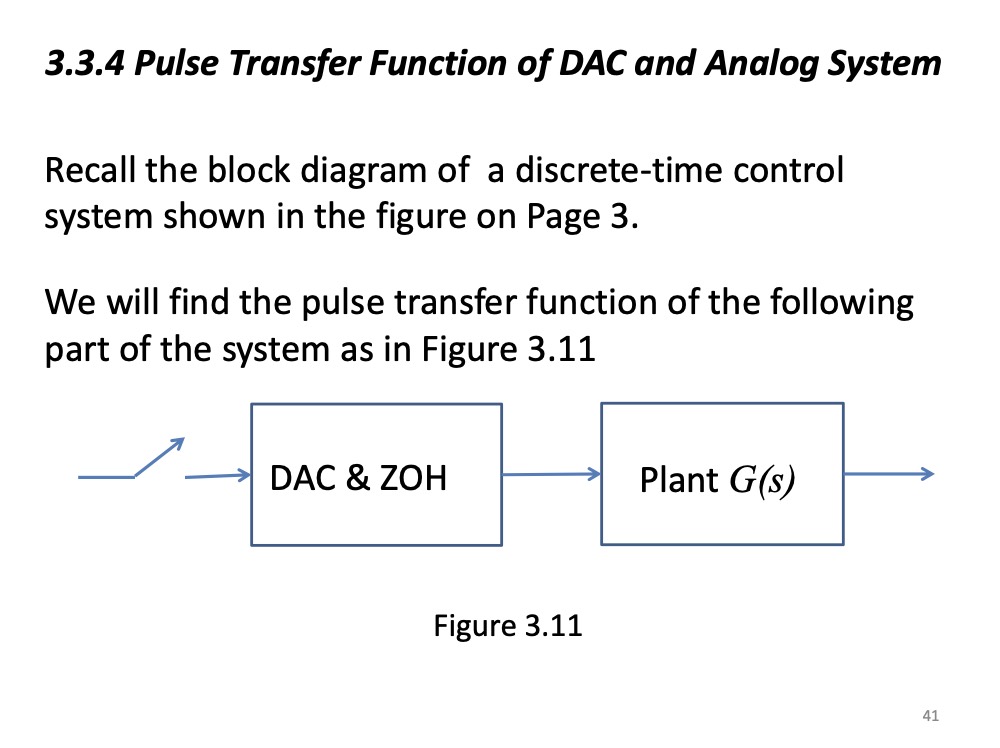 3.3.4 Pulse Transfer Function of DAC and Analog System
Recall the block diagram of a discrete-time control
system shown in the figure on Page 3.
We will find the pulse transfer function of the following
part of the system as in Figure 3.11
DAC & ZOH
Plant G(s)
Figure 3.11
41